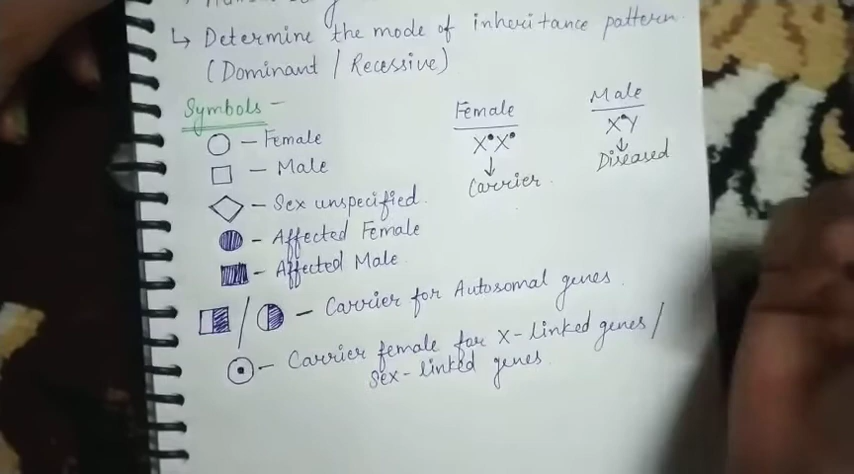 ↳ Determine the mode of inheritance pattern.
(Dominant / Recessive)
Symbols -
○ - Female
□ - Male
◇ - Sex unspecified.
- Affected Female
- Affected Male
/ - Carrier for Autosomal genes
- Carrier female for X-linked genes /
Sex-linked genes.
Female
X•X•
↓
Carrier.
Male
X•Y
↓
Diseased